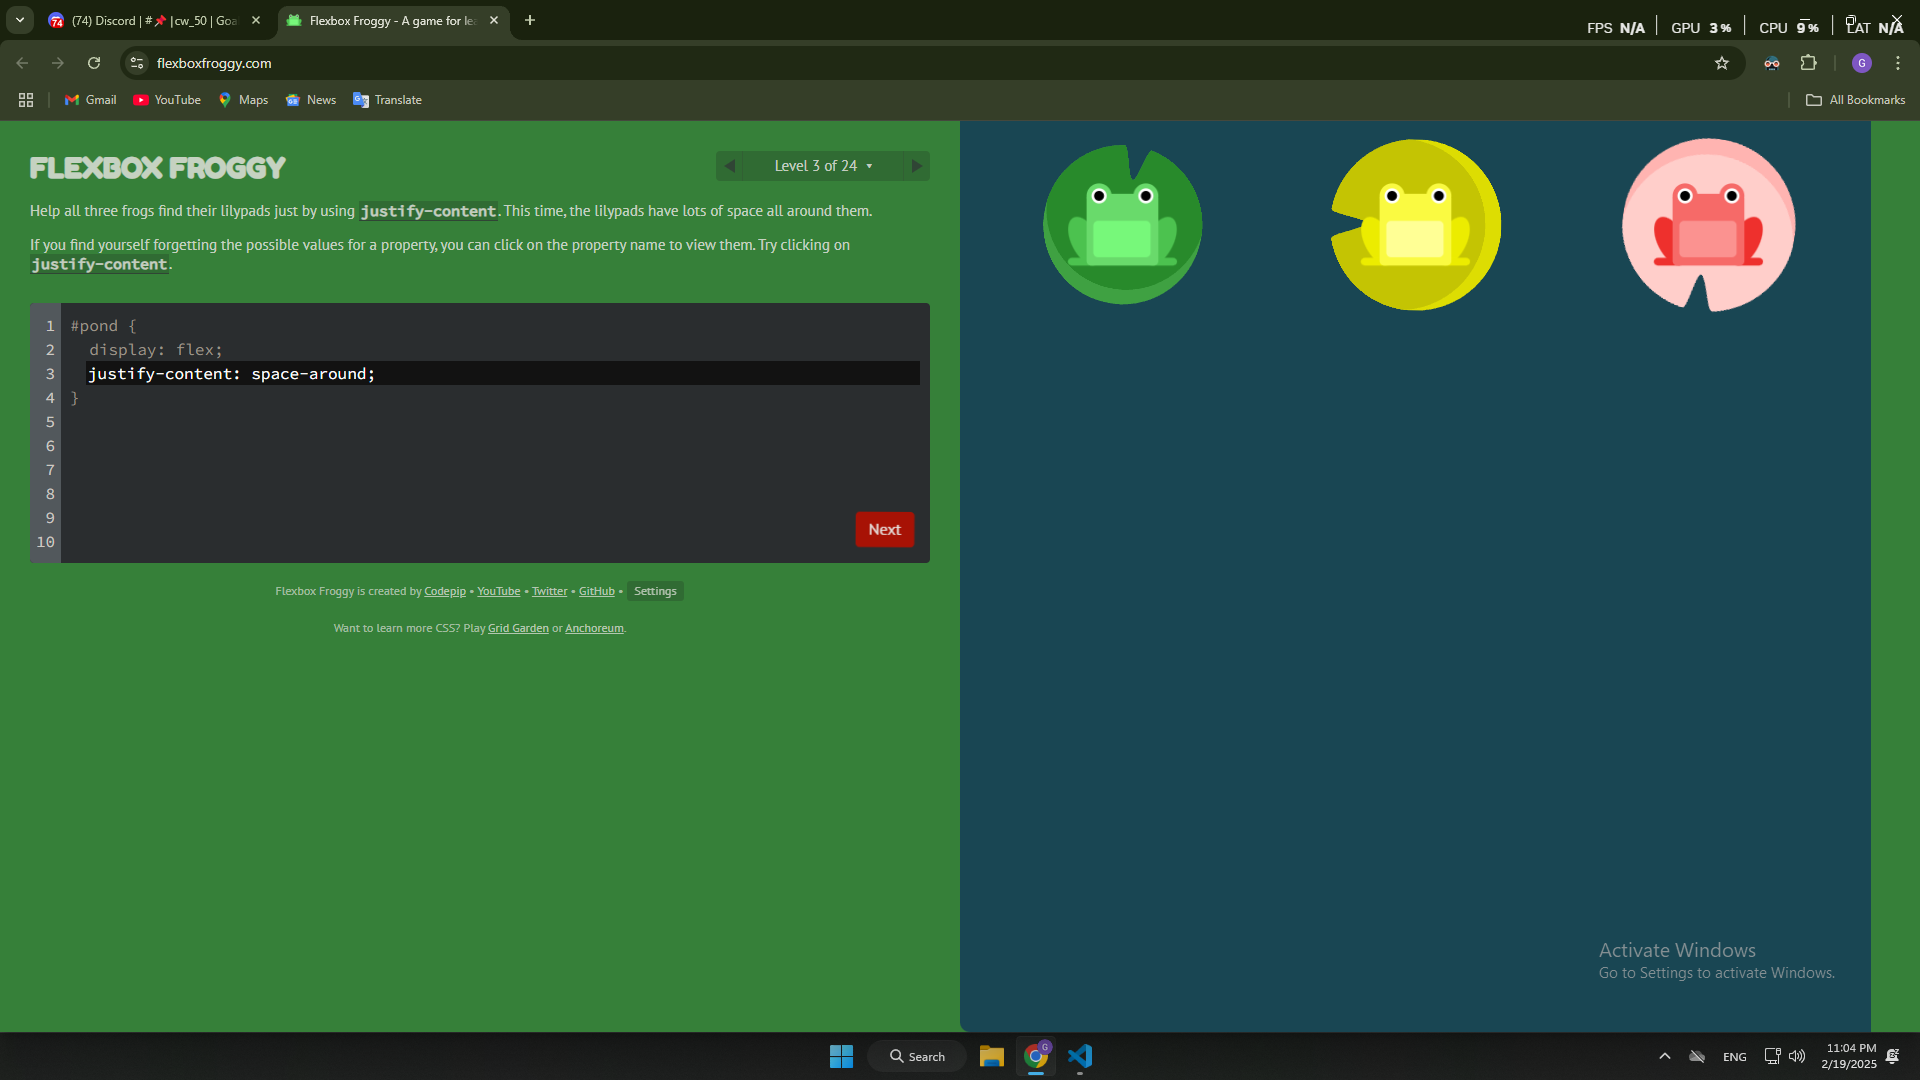 (74) Discord | #📌|cw_50 | Goa
Flexbox Froggy - A game for le
FPS N/A GPU 3% CPU 9% LAT N/A
flexboxfroggy.com
G
Gmail YouTube Maps News Translate
All Bookmarks
FLEXBOX FROGGY
Level 3 of 24
Help all three frogs find their lilypads just by using justify-content. This time, the lilypads have lots of space all around them.
If you find yourself forgetting the possible values for a property, you can click on the property name to view them. Try clicking on
justify-content.
1 #pond {
2 display: flex;
3 justify-content: space-around;
4 }
5
6
7
8
9
10
Next
Flexbox Froggy is created by Codepip • YouTube • Twitter • GitHub • Settings
Want to learn more CSS? Play Grid Garden or Anchoreum.
Activate Windows
Go to Settings to activate Windows.
Search
ENG
11:04 PM
2/19/2025